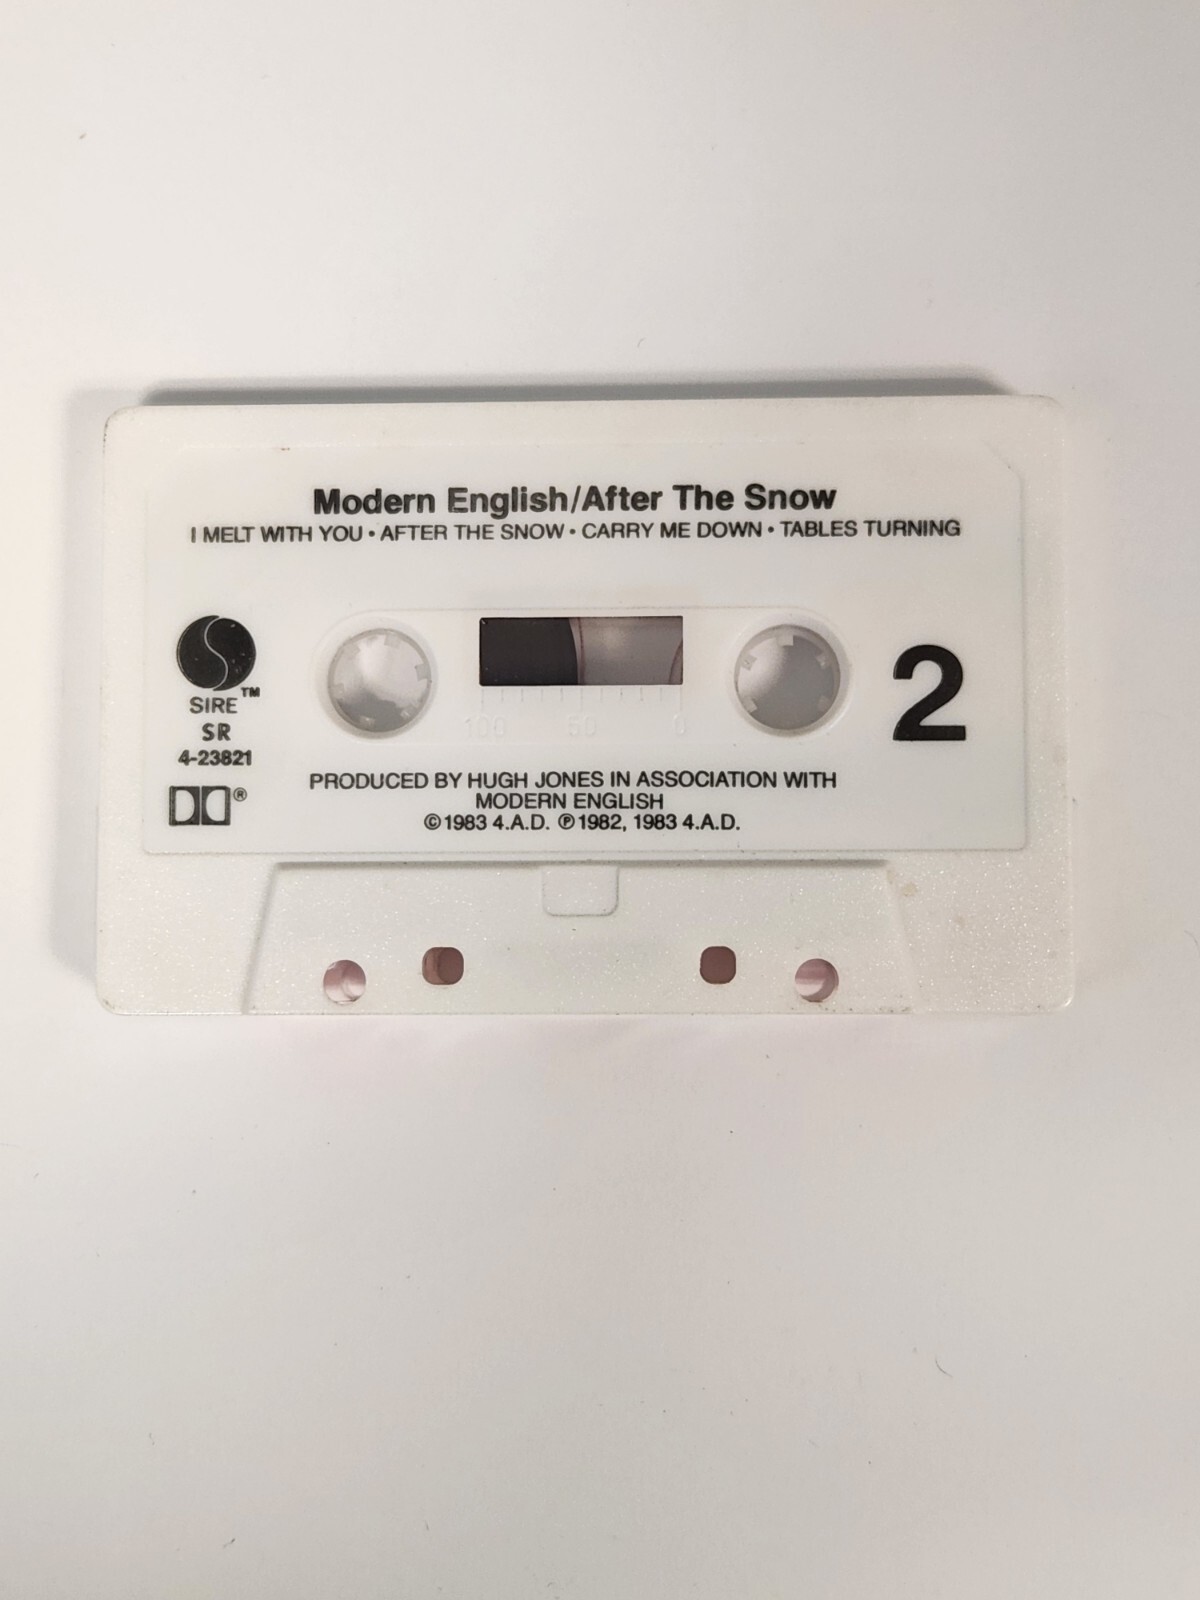 Modern English/After The Snow
I MELT WITH YOU • AFTER THE SNOW • CARRY ME DOWN • TABLES TURNING
SIRE™
SR
4-23821
®
100 50 0
2
PRODUCED BY HUGH JONES IN ASSOCIATION WITH
MODERN ENGLISH
©1983 4.A.D. ℗1982, 1983 4.A.D.